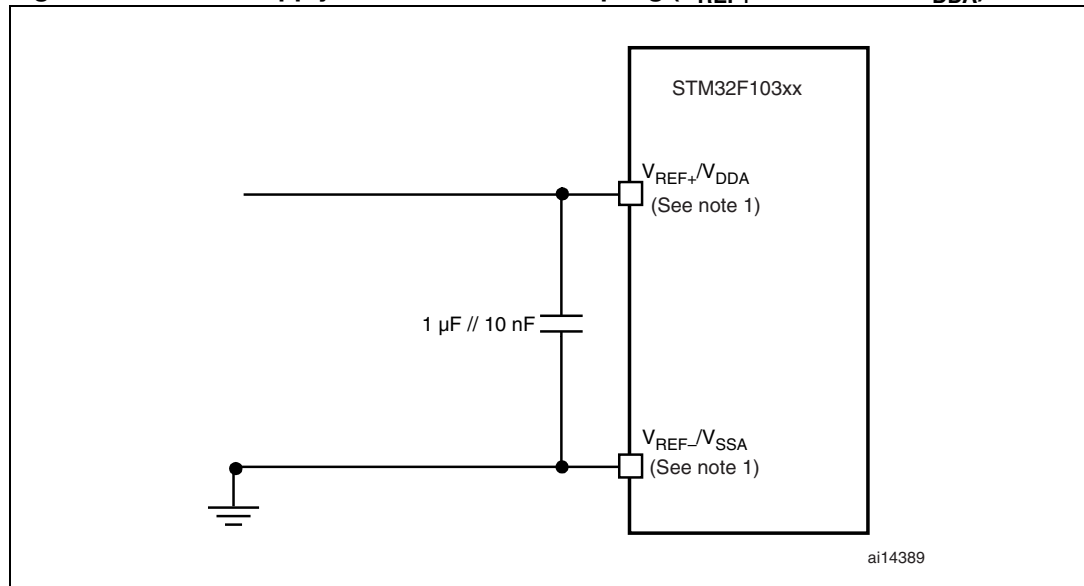 STM32F103xx
VREF+/VDDA
(See note 1)
1 µF // 10 nF
VREF–/VSSA
(See note 1)
ai14389